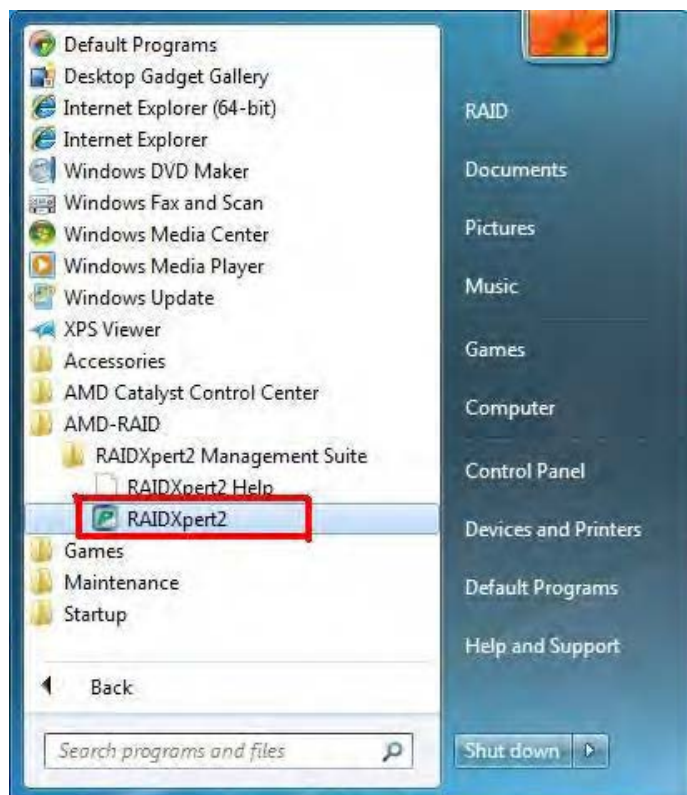 Default Programs
Desktop Gadget Gallery
Internet Explorer (64-bit)
Internet Explorer
Windows DVD Maker
Windows Fax and Scan
Windows Media Center
Windows Media Player
Windows Update
XPS Viewer
Accessories
AMD Catalyst Control Center
AMD-RAID
RAIDXpert2 Management Suite
RAIDXpert2 Help
RAIDXpert2
Games
Maintenance
Startup
Back
Search programs and files
RAID
Documents
Pictures
Music
Games
Computer
Control Panel
Devices and Printers
Default Programs
Help and Support
Shut down